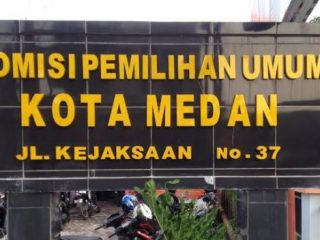 OMISI PEMILIHAN UMUM
KOTA MEDAN
JL. KEJAKSAAN No. 37